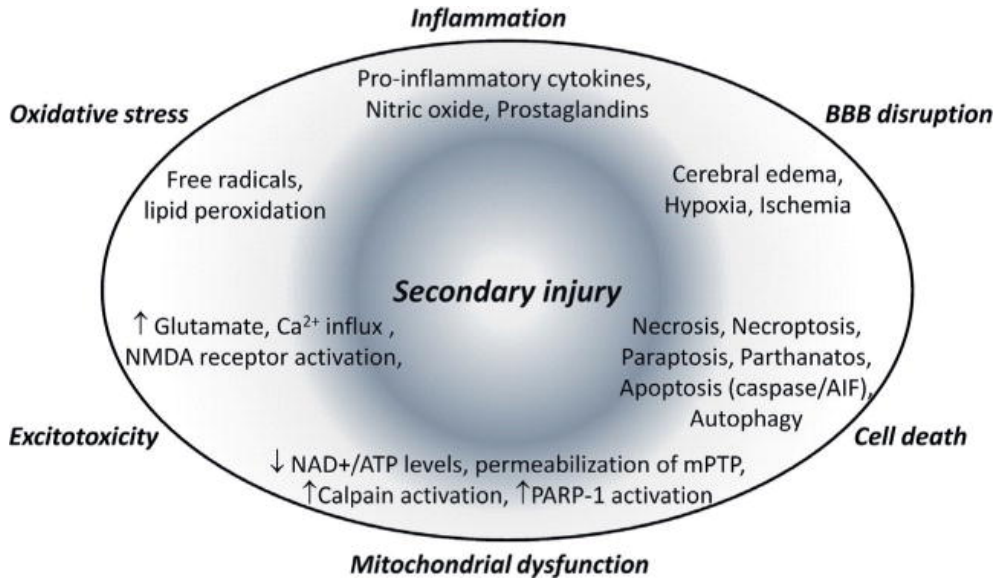 Inflammation
Pro-inflammatory cytokines,
Nitric oxide, Prostaglandins
Oxidative stress
BBB disruption
Free radicals,
lipid peroxidation
Cerebral edema,
Hypoxia, Ischemia
Secondary injury
↑ Glutamate, Ca²⁺ influx ,
NMDA receptor activation,
Necrosis, Necroptosis,
Paraptosis, Parthanatos,
Apoptosis (caspase/AIF),
Autophagy
Excitotoxicity
Cell death
↓ NAD+/ATP levels, permeabilization of mPTP,
↑Calpain activation, ↑PARP-1 activation
Mitochondrial dysfunction